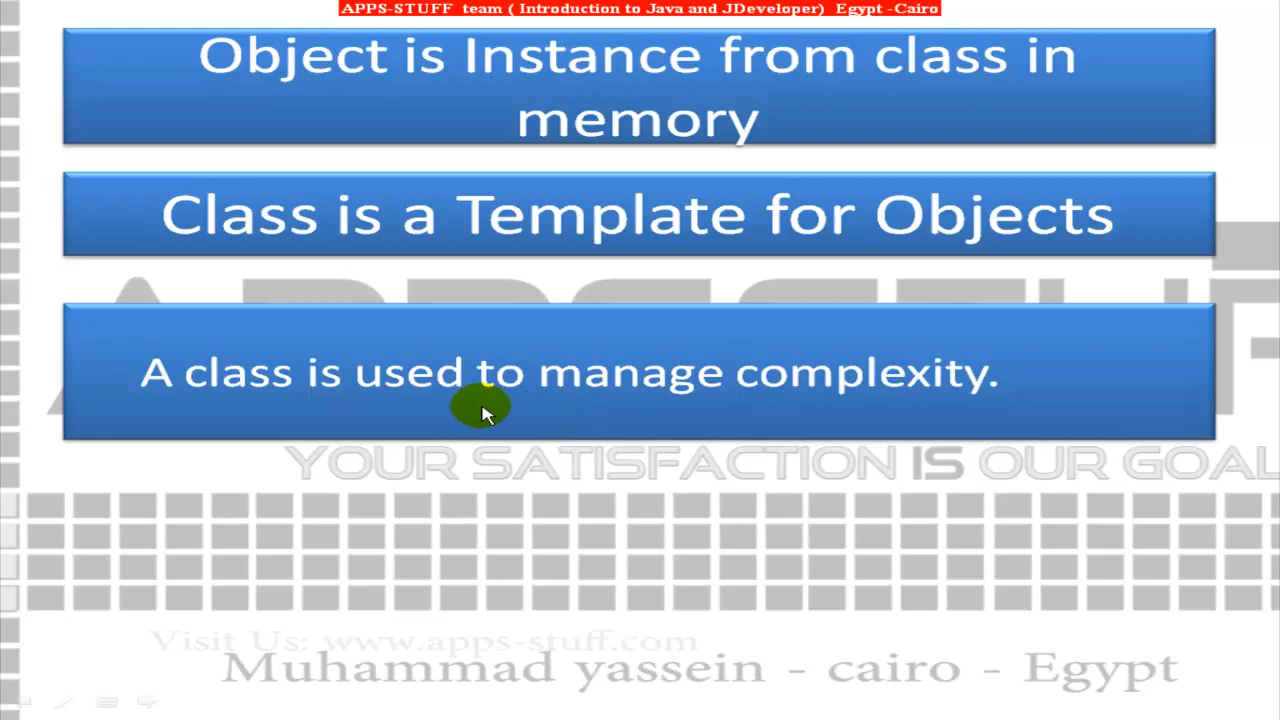 APPS-STUFF team ( Introduction to Java and JDeveloper) Egypt -Cairo
Object is Instance from class in
memory
Class is a Template for Objects
A class is used to manage complexity.
YOUR SATISFACTION IS OUR GOAL
Visit Us: www.apps-stuff.com
Muhammad yassein - cairo - Egypt